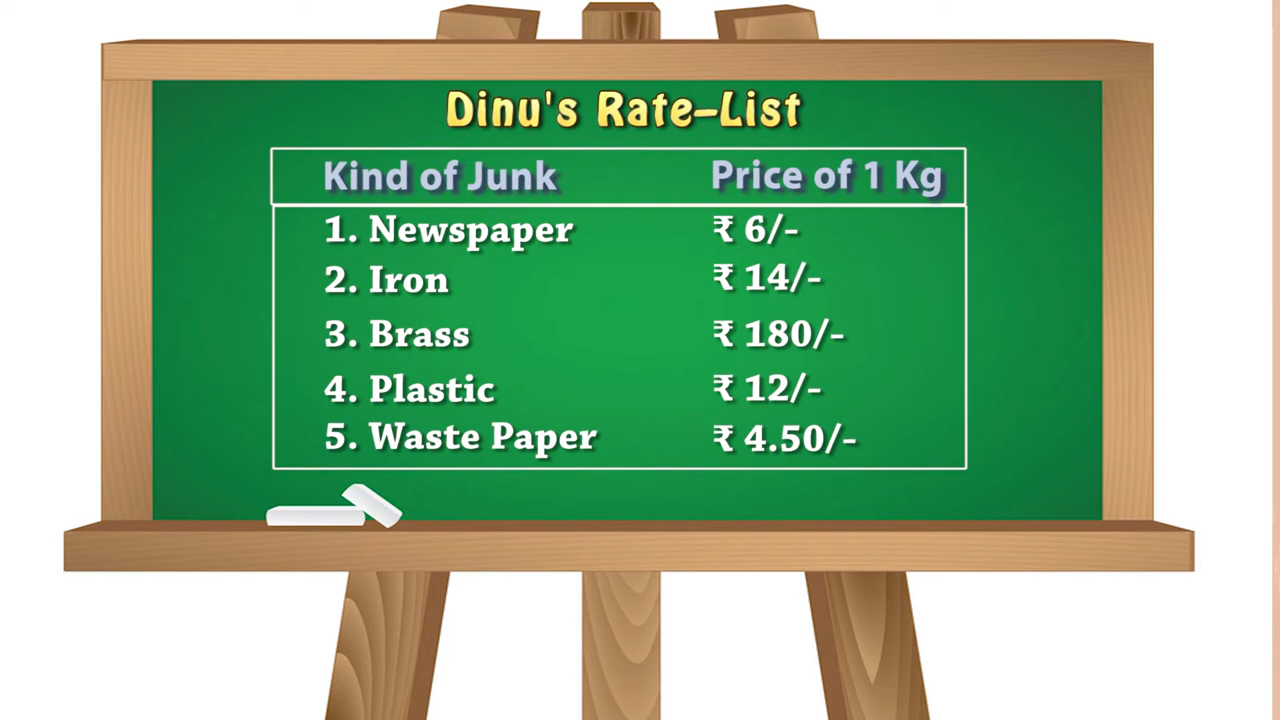 Dinu's Rate-List
Kind of Junk Price of 1 Kg
1. Newspaper ₹ 6/-
2. Iron ₹ 14/-
3. Brass ₹ 180/-
4. Plastic ₹ 12/-
5. Waste Paper ₹ 4.50/-